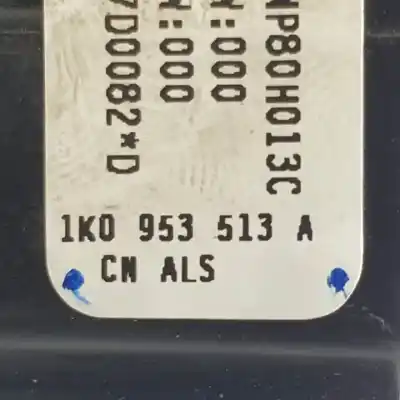 NP80H013C
N:000
N:000
7D0082*D
1K0 953 513 A
CN ALS